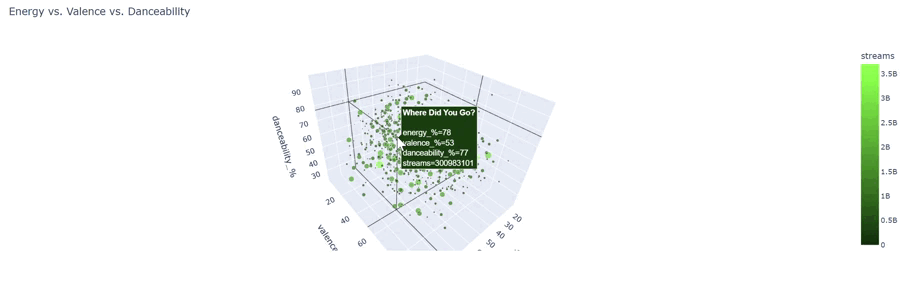 Energy vs. Valence vs. Danceability
streams
3.5B
3B
2.5B
2B
1.5B
1B
0.5B
0
90
80
70
60
50
40
30
danceability_%
Where Did You Go?
energy_%=78
valence_%=53
danceability_%=77
streams=300983101
20
40
60
valence
20
30
40
50